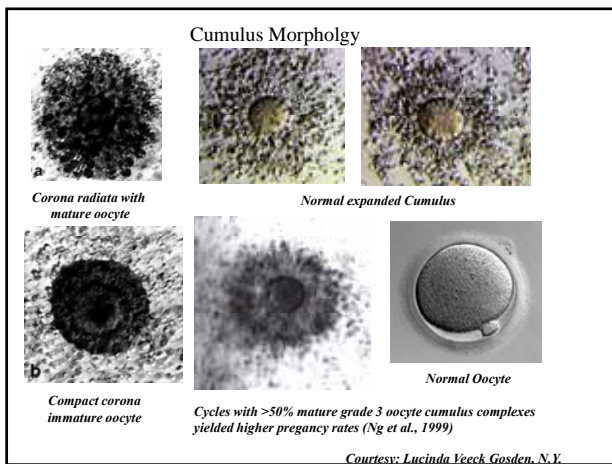 Cumulus Morpholgy
a
Corona radiata with
mature oocyte
Normal expanded Cumulus
b
Compact corona
immature oocyte
Normal Oocyte
Cycles with >50% mature grade 3 oocyte cumulus complexes
yielded higher pregancy rates (Ng et al., 1999)
Courtesy: Lucinda Veeck Gosden, N.Y.